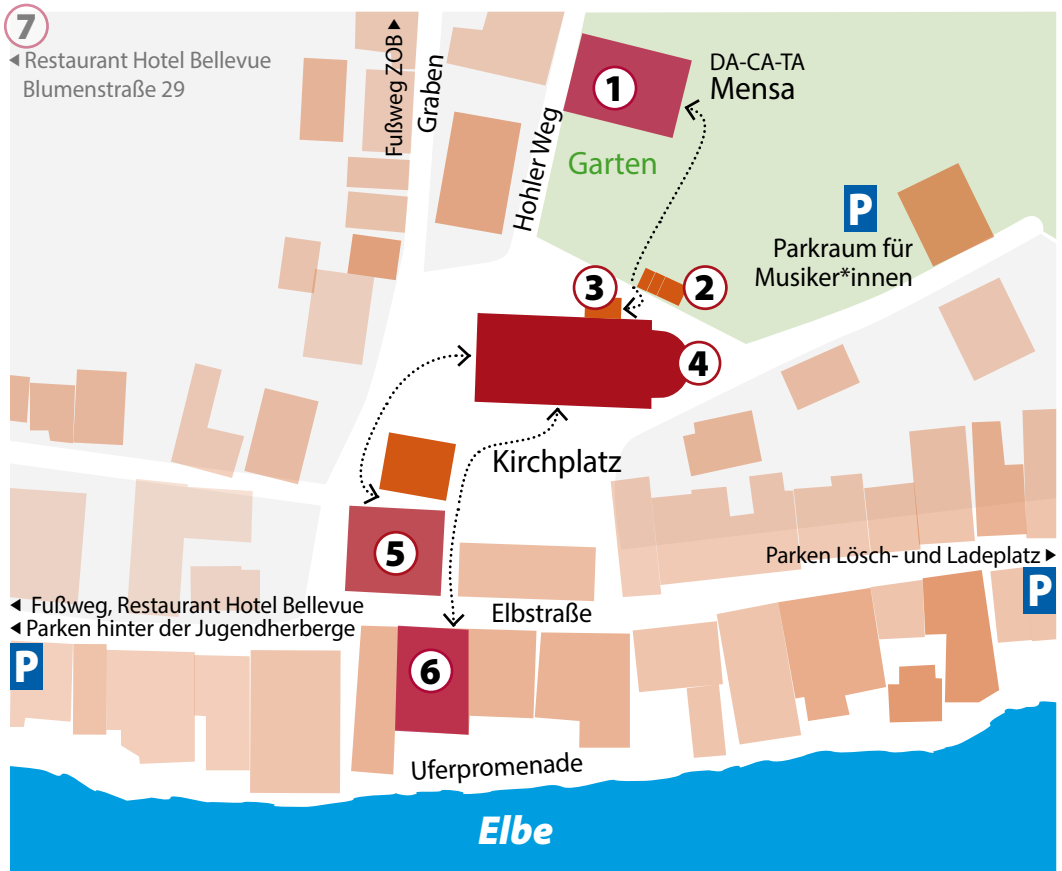 7
◄ Restaurant Hotel Bellevue
Blumenstraße 29
Fußweg ZOB ►
Graben
Hohler Weg
1
DA-CA-TA
Mensa
Garten
P
Parkraum für
Musiker*innen
3
2
4
Kirchplatz
5
Parken Lösch- und Ladeplatz ►
P
◄ Fußweg, Restaurant Hotel Bellevue
◄ Parken hinter der Jugendherberge
P
Elbstraße
6
Uferpromenade
Elbe